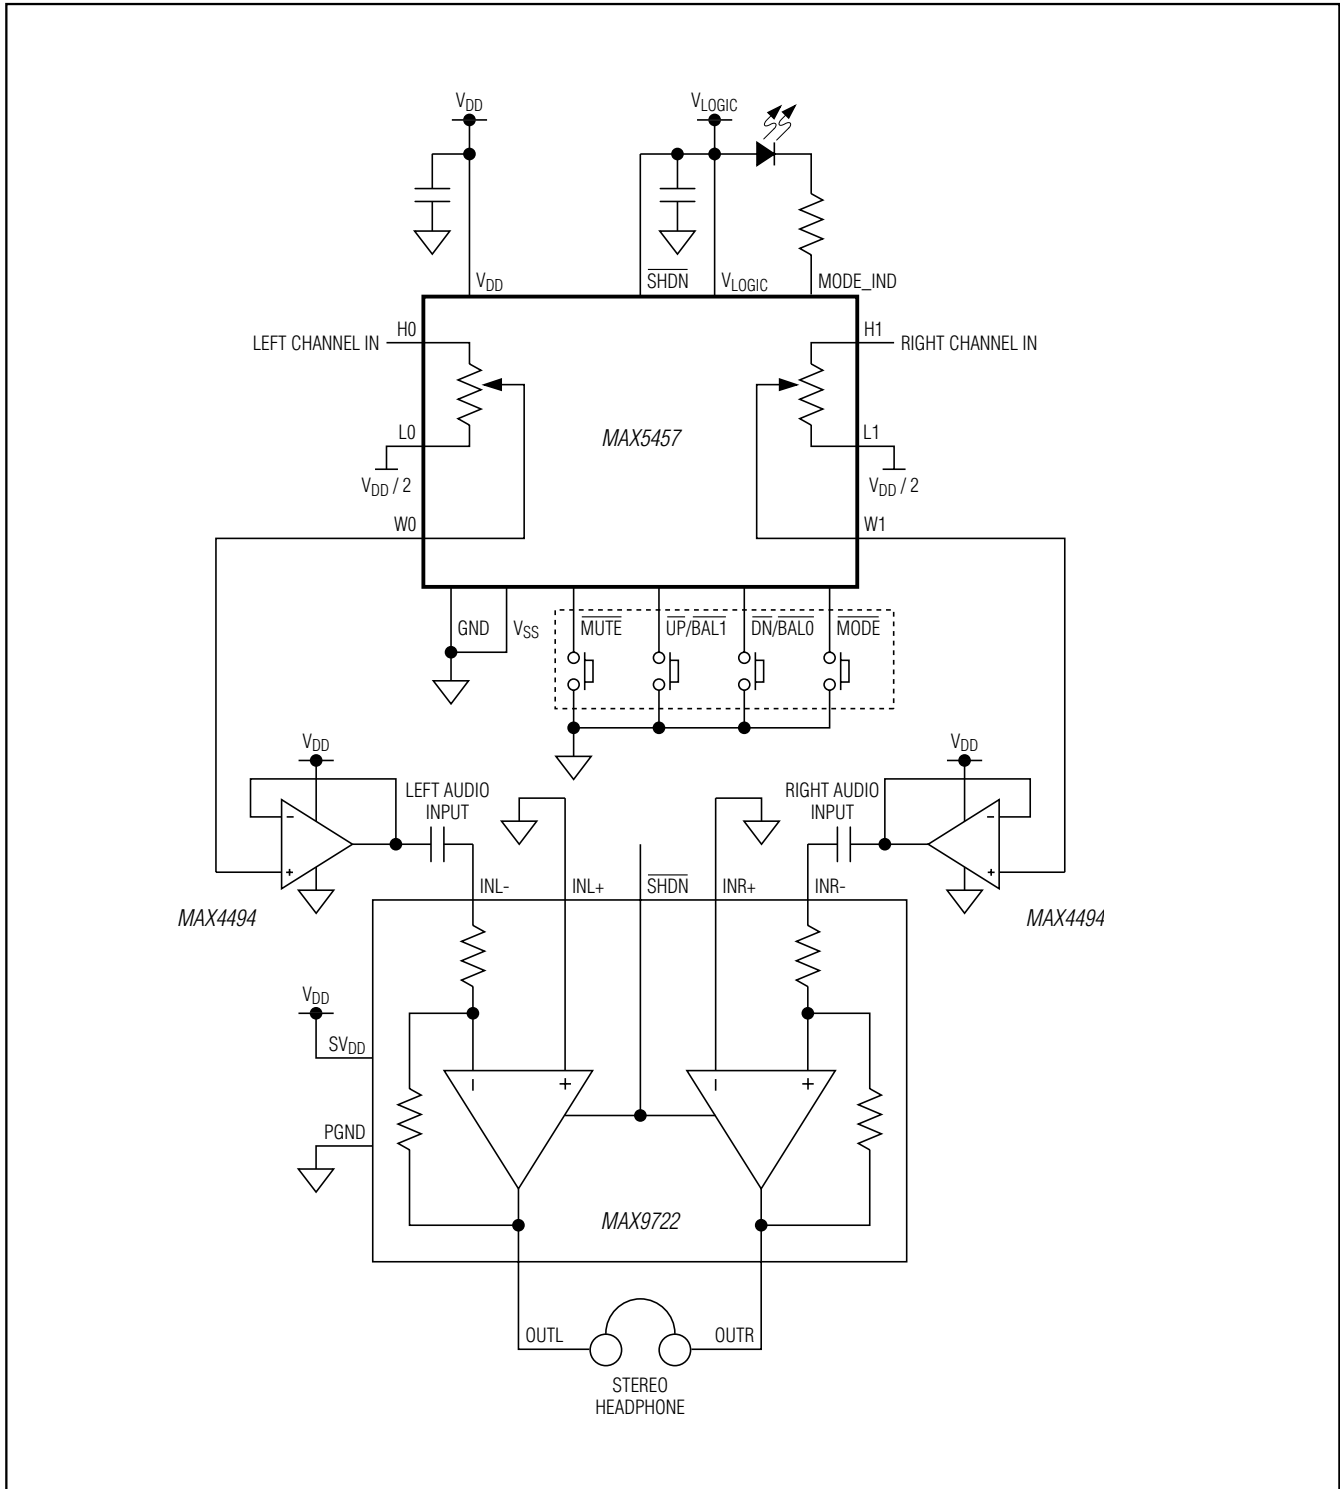 VDD
VLOGIC
VDD
SHDN
VLOGIC
MODE_IND
LEFT CHANNEL IN
H0
H1
RIGHT CHANNEL IN
L0
MAX5457
L1
VDD / 2
VDD / 2
W0
W1
GND
VSS
MUTE
UP/BAL1
DN/BAL0
MODE
VDD
VDD
LEFT AUDIO
INPUT
RIGHT AUDIO
INPUT
−
−
+
+
INL-
INL+
SHDN
INR+
INR-
MAX4494
MAX4494
VDD
SVDD
−
+
−
+
PGND
MAX9722
OUTL
OUTR
STEREO
HEADPHONE